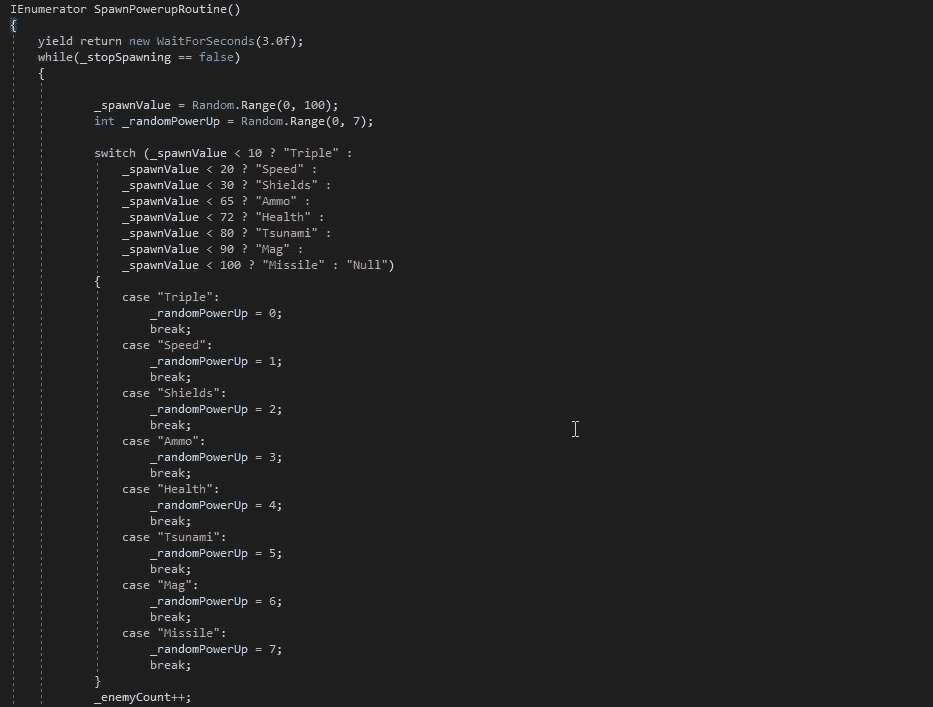 IEnumerator SpawnPowerupRoutine()
{
yield return new WaitForSeconds(3.0f);
while(_stopSpawning == false)
{
_spawnValue = Random.Range(0, 100);
int _randomPowerUp = Random.Range(0, 7);
switch (_spawnValue < 10 ? "Triple" :
_spawnValue < 20 ? "Speed" :
_spawnValue < 30 ? "Shields" :
_spawnValue < 65 ? "Ammo" :
_spawnValue < 72 ? "Health" :
_spawnValue < 80 ? "Tsunami" :
_spawnValue < 90 ? "Mag" :
_spawnValue < 100 ? "Missile" : "Null")
{
case "Triple":
_randomPowerUp = 0;
break;
case "Speed":
_randomPowerUp = 1;
break;
case "Shields":
_randomPowerUp = 2;
break;
case "Ammo":
_randomPowerUp = 3;
break;
case "Health":
_randomPowerUp = 4;
break;
case "Tsunami":
_randomPowerUp = 5;
break;
case "Mag":
_randomPowerUp = 6;
break;
case "Missile":
_randomPowerUp = 7;
break;
}
_enemyCount++;